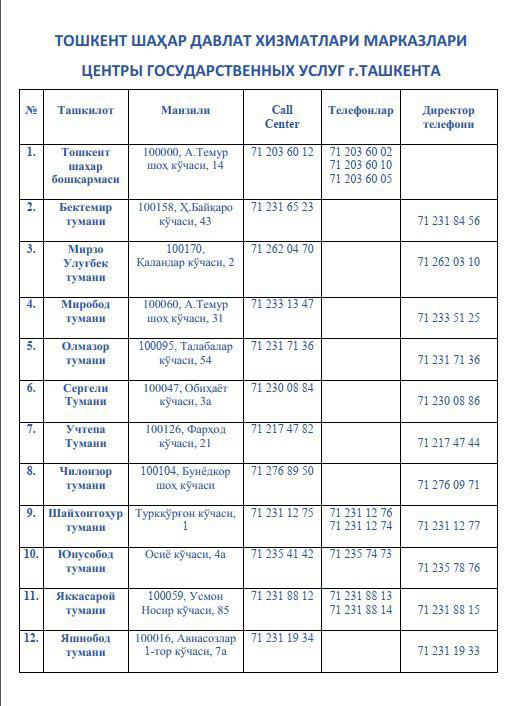 ТОШКЕНТ ШАҲАР ДАВЛАТ ХИЗМАТЛАРИ МАРКАЗЛАРИ
ЦЕНТРЫ ГОСУДАРСТВЕННЫХ УСЛУГ г.ТАШКЕНТА
№ Ташкилот Манзили Call Center Телефонлар Директор телефони
1. Тошкент шаҳар бошқармаси 100000, А.Темур шоҳ кўчаси, 14 71 203 60 12 71 203 60 02 71 203 60 10 71 203 60 05
2. Бектемир тумани 100158, Ҳ.Байқаро кўчаси, 43 71 231 65 23 71 231 84 56
3. Мирзо Улуғбек тумани 100170, Қаландар кўчаси, 2 71 262 04 70 71 262 03 10
4. Миробод тумани 100060, А.Темур шоҳ кўчаси, 31 71 233 13 47 71 233 51 25
5. Олмазор тумани 100095, Талабалар кўчаси, 54 71 231 71 36 71 231 71 36
6. Сергели Тумани 100047, Обиҳаёт кўчаси, 3а 71 230 08 84 71 230 08 86
7. Учтепа Тумани 100126, Фарҳод кўчаси, 21 71 217 47 82 71 217 47 44
8. Чилонзор тумани 100104, Бунёдкор шоҳ кўчаси 71 276 89 50 71 276 09 71
9. Шайхонтоҳур тумани Турққўрғон кўчаси, 1 71 231 12 75 71 231 12 76 71 231 12 74 71 231 12 77
10. Юнусобод тумани Осиё кўчаси, 4а 71 235 41 42 71 235 74 73 71 235 78 76
11. Яккасарой тумани 100059, Усмон Носир кўчаси, 85 71 231 88 12 71 231 88 13 71 231 88 14 71 231 88 15
12. Яшнобод тумани 100016, Авиасозлар 1-тор кўчаси, 7а 71 231 19 34 71 231 19 33